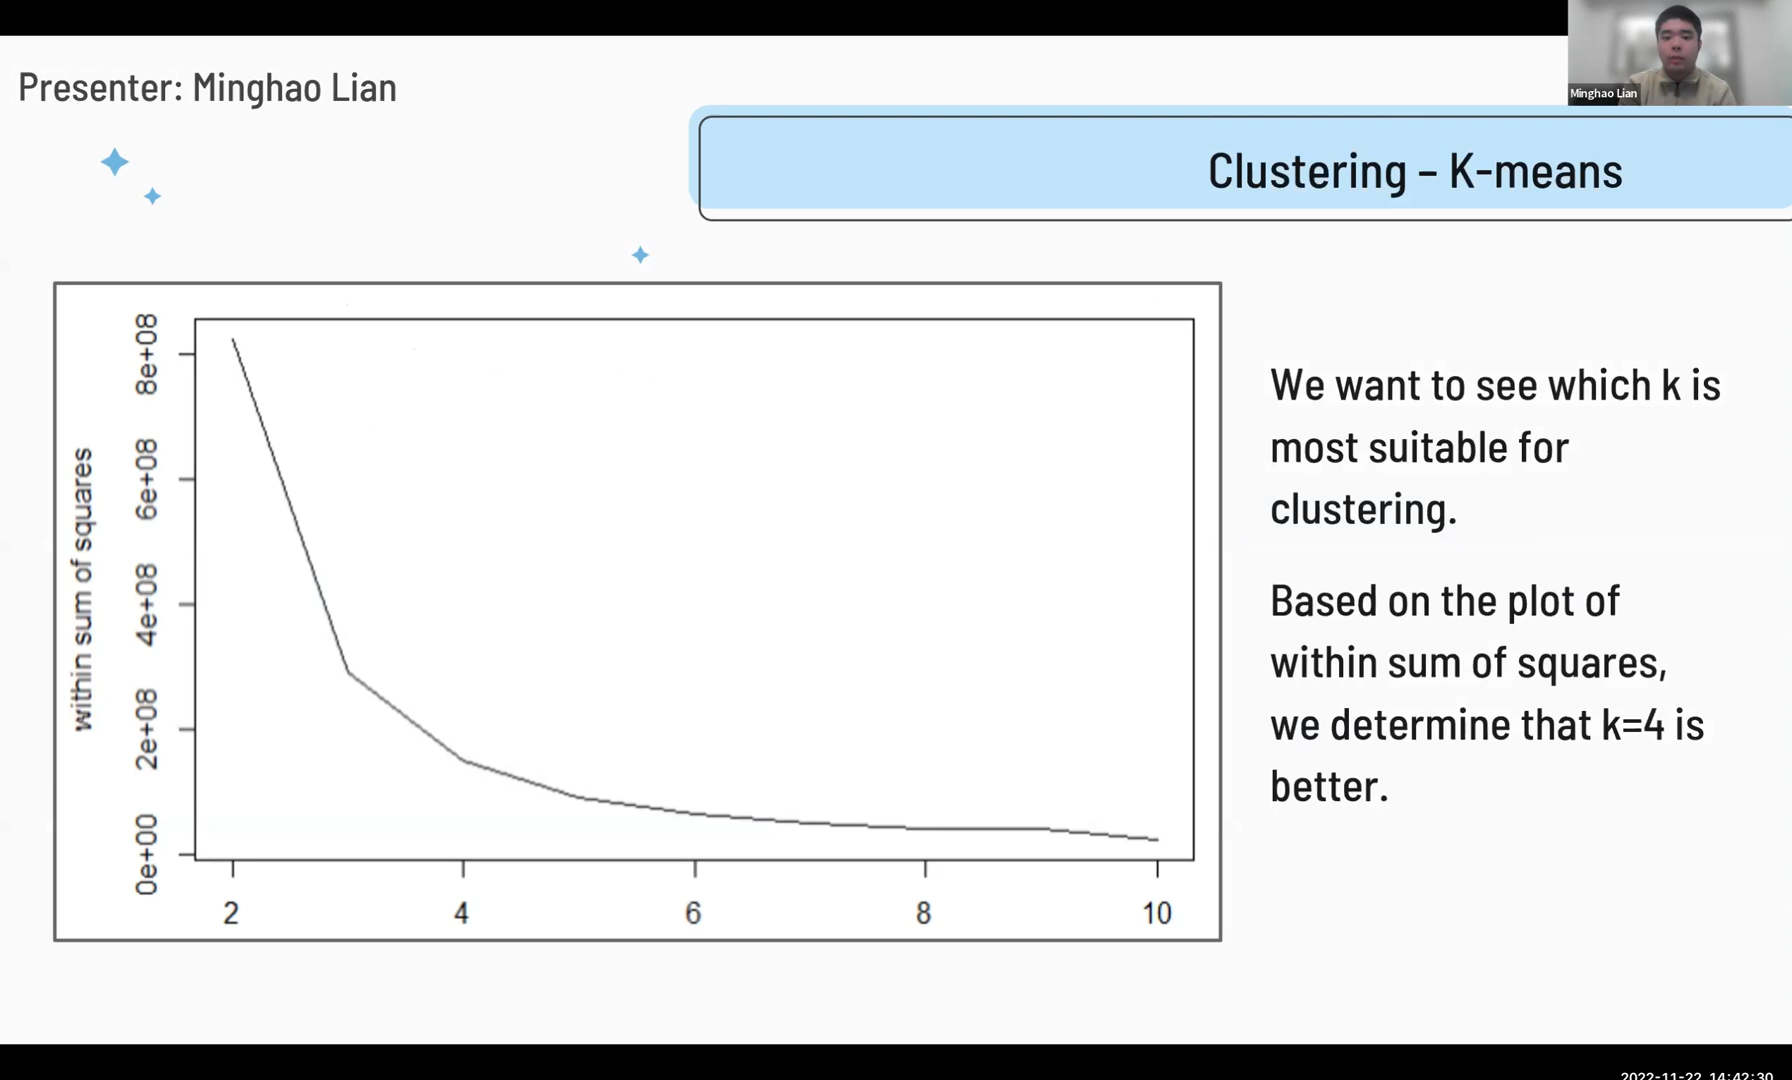 Minghao Lian
Presenter: Minghao Lian
Clustering – K-means
within sum of squares
8e+08
6e+08
4e+08
2e+08
0e+00
2 4 6 8 10
We want to see which k is
most suitable for
clustering.
Based on the plot of
within sum of squares,
we determine that k=4 is
better.
2022-11-22 14:42:30